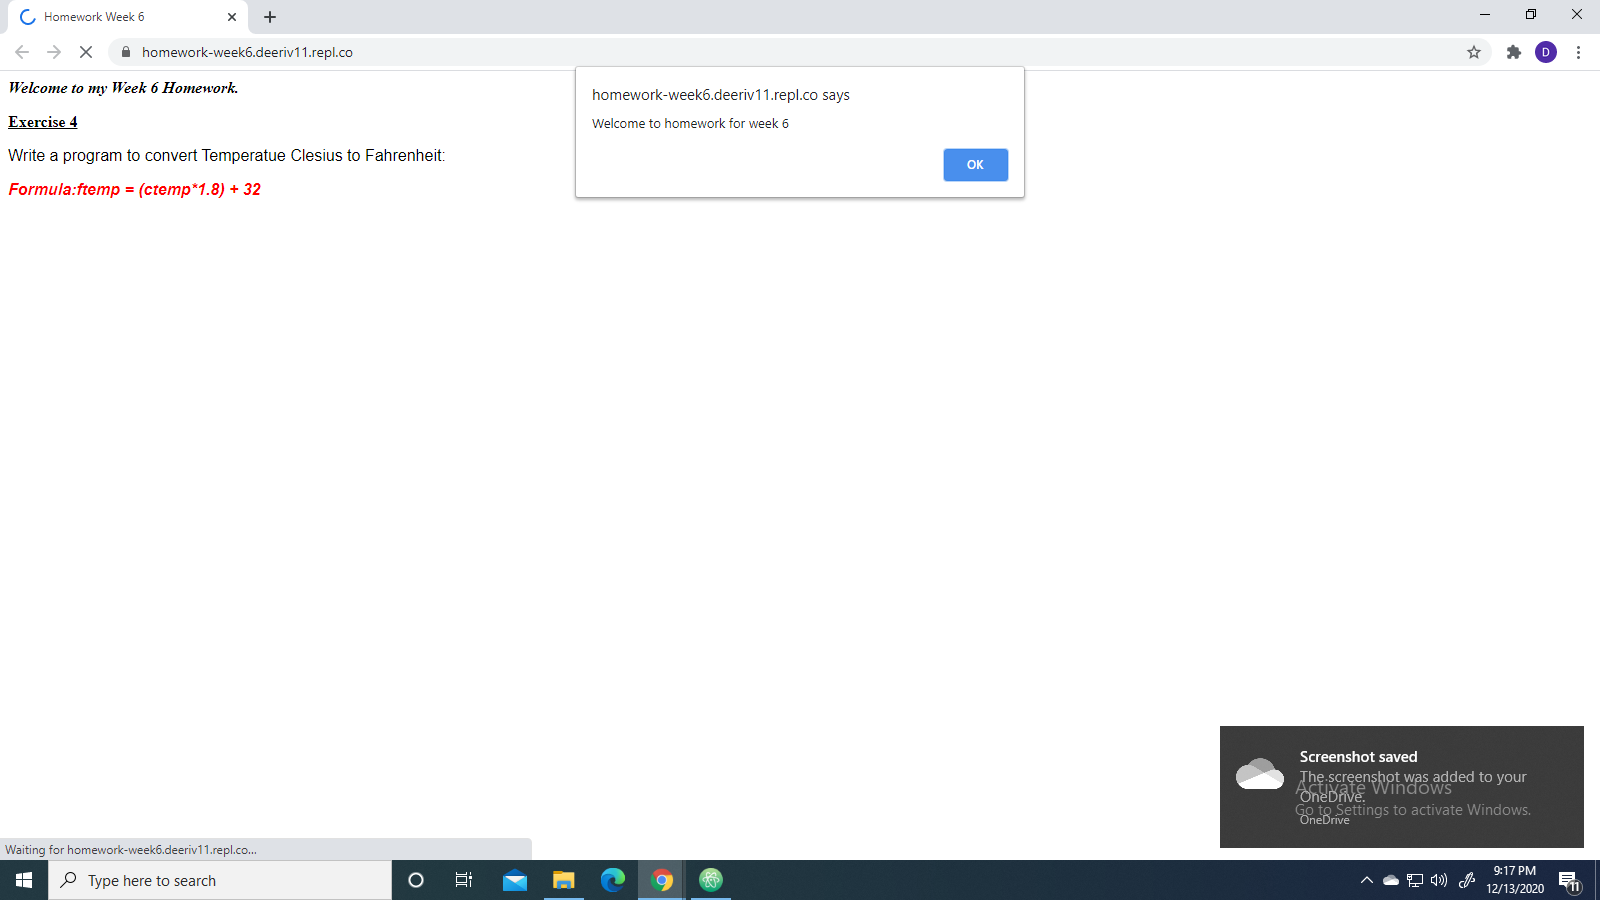 Homework Week 6
homework-week6.deeriv11.repl.co
D
Welcome to my Week 6 Homework.
Exercise 4
Write a program to convert Temperatue Clesius to Fahrenheit:
Formula:ftemp = (ctemp*1.8) + 32
homework-week6.deeriv11.repl.co says
Welcome to homework for week 6
OK
Screenshot saved
The screenshot was added to your
OneDrive.
OneDrive
Activate Windows
Go to Settings to activate Windows.
Waiting for homework-week6.deeriv11.repl.co...
Type here to search
9:17 PM
12/13/2020
11